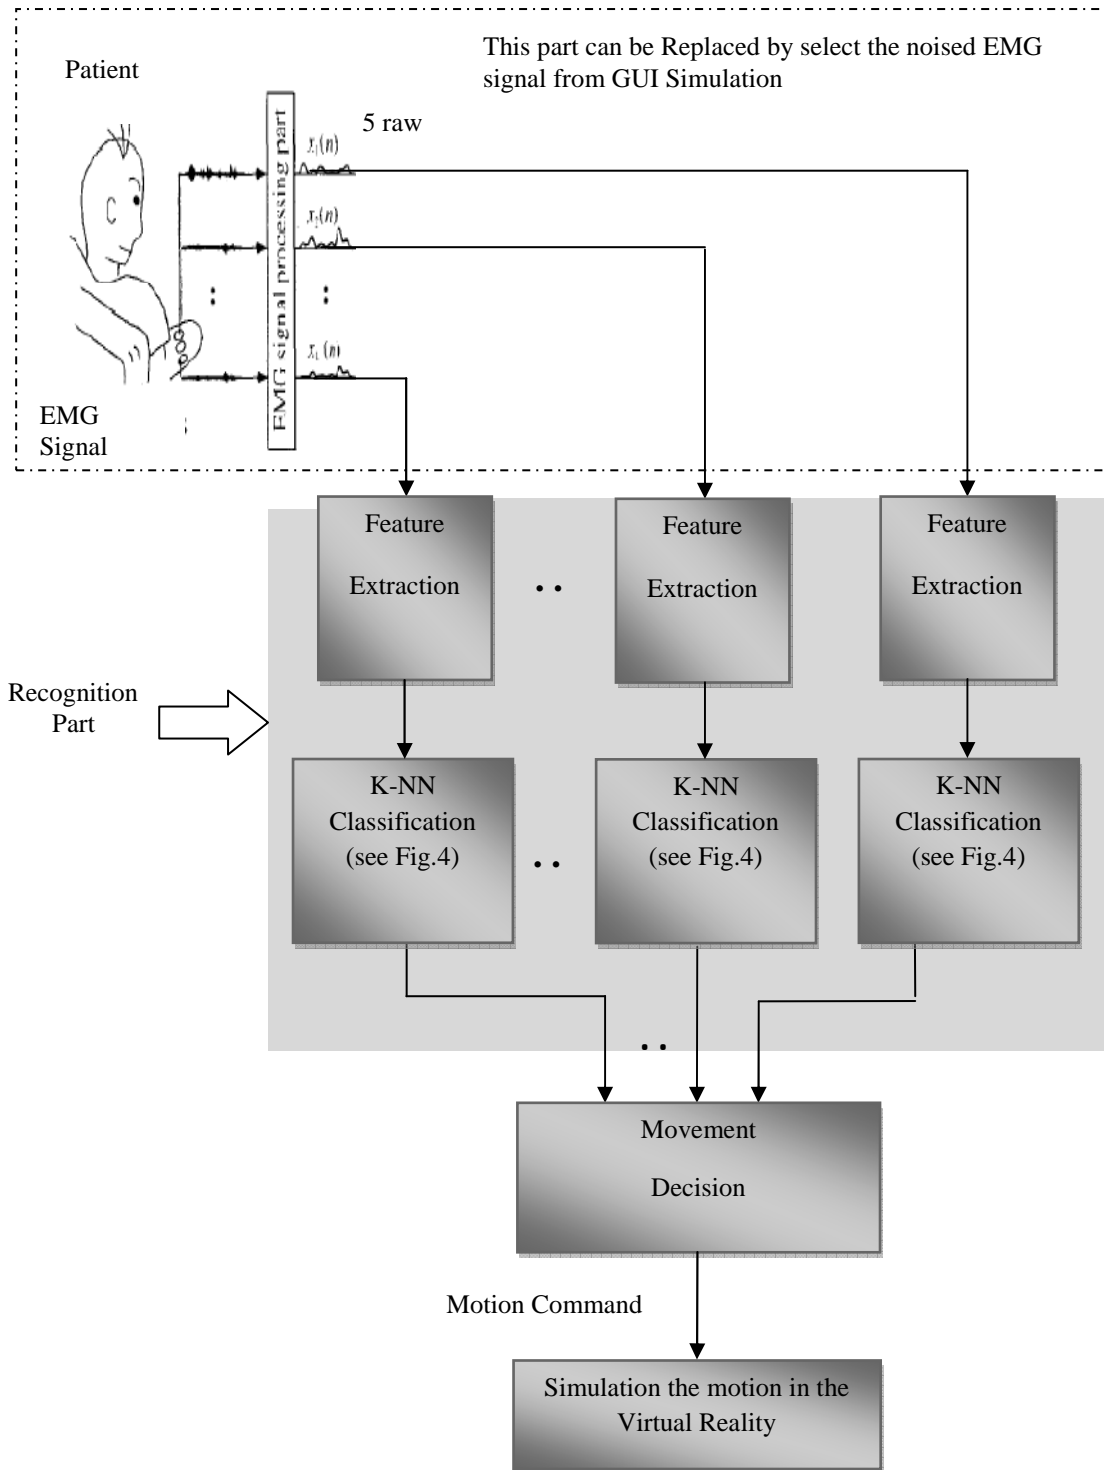 This part can be Replaced by select the noised EMG
signal from GUI Simulation
Patient
5 raw
EMG signal processing part
x₁(n)
x₂(n)
x_L(n)
EMG
Signal
Feature
Extraction
Feature
Extraction
Feature
Extraction
Recognition
Part
K-NN
Classification
(see Fig.4)
K-NN
Classification
(see Fig.4)
K-NN
Classification
(see Fig.4)
Movement
Decision
Motion Command
Simulation the motion in the
Virtual Reality